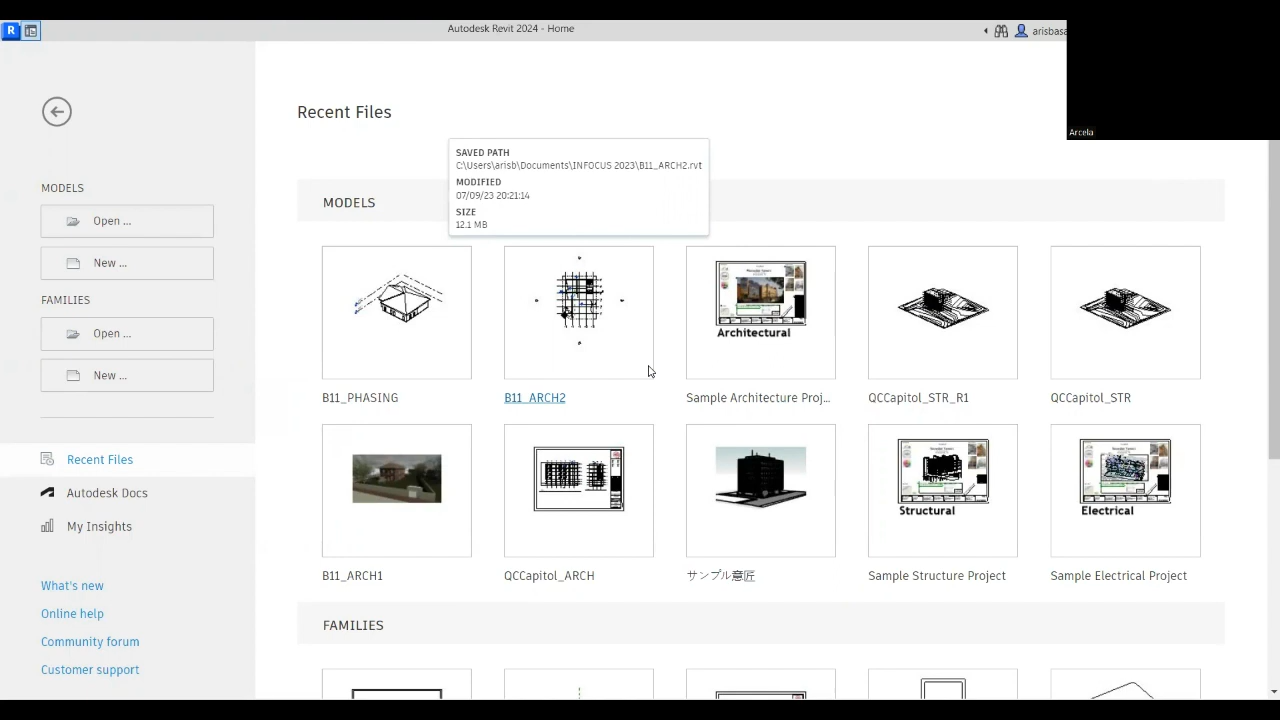 R
Autodesk Revit 2024 - Home
Arcela
Recent Files
SAVED PATH
C:\Users\arisb\Documents\INFOCUS 2023\B11_ARCH2.rvt
MODIFIED
07/09/23 20:21:14
SIZE
12.1 MB
MODELS
Open ...
New ...
FAMILIES
Open ...
New ...
Recent Files
Autodesk Docs
My Insights
What's new
Online help
Community forum
Customer support
MODELS
Architectural
B11_PHASING
B11_ARCH2
Sample Architecture Proj...
QCCapitol_STR_R1
QCCapitol_STR
Structural
Electrical
B11_ARCH1
QCCapitol_ARCH
サンプル意匠
Sample Structure Project
Sample Electrical Project
FAMILIES